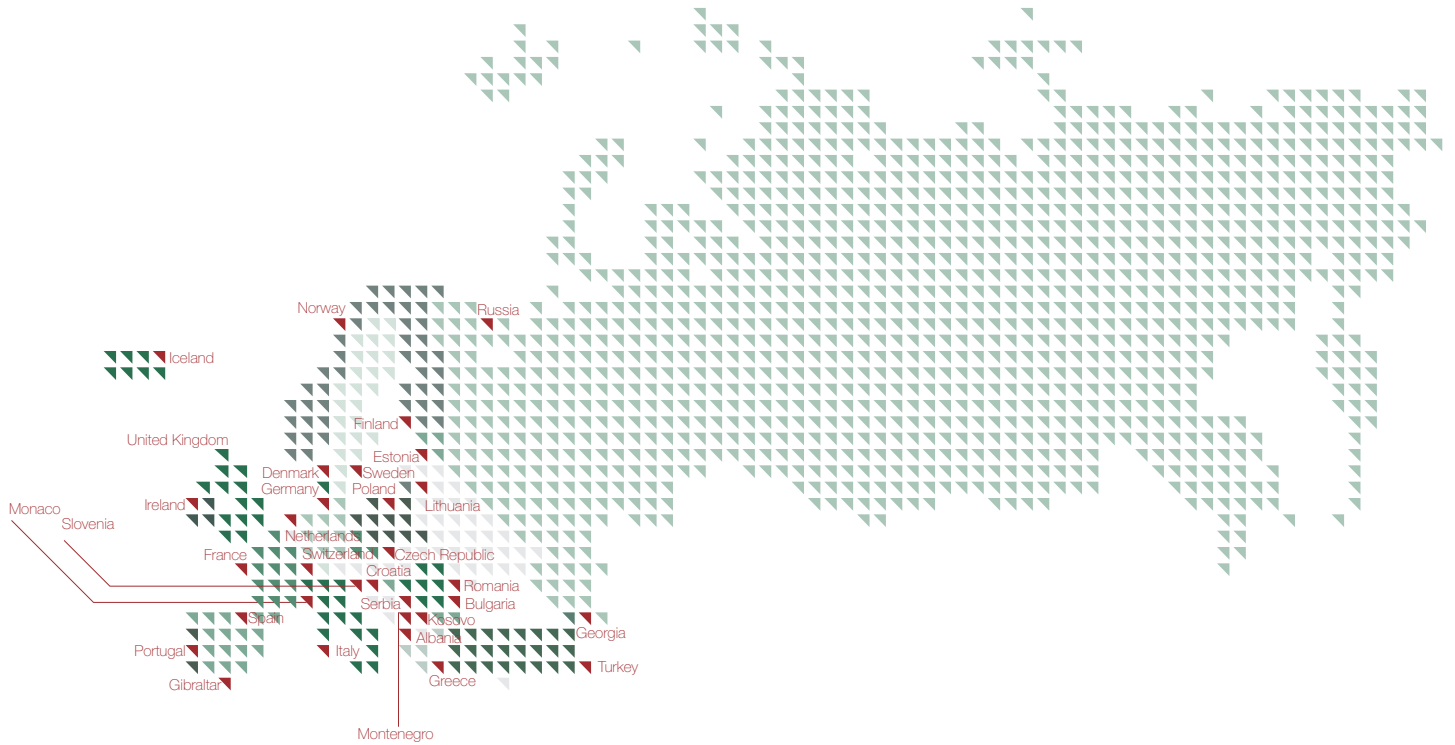 Norway
Russia
Iceland
Finland
United Kingdom
Estonia
Denmark
Sweden
Germany
Poland
Ireland
Lithuania
Monaco
Slovenia
Netherlands
France
Switzerland
Czech Republic
Croatia
Romania
Serbia
Bulgaria
Spain
Kosovo
Georgia
Albania
Portugal
Italy
Turkey
Greece
Gibraltar
Montenegro